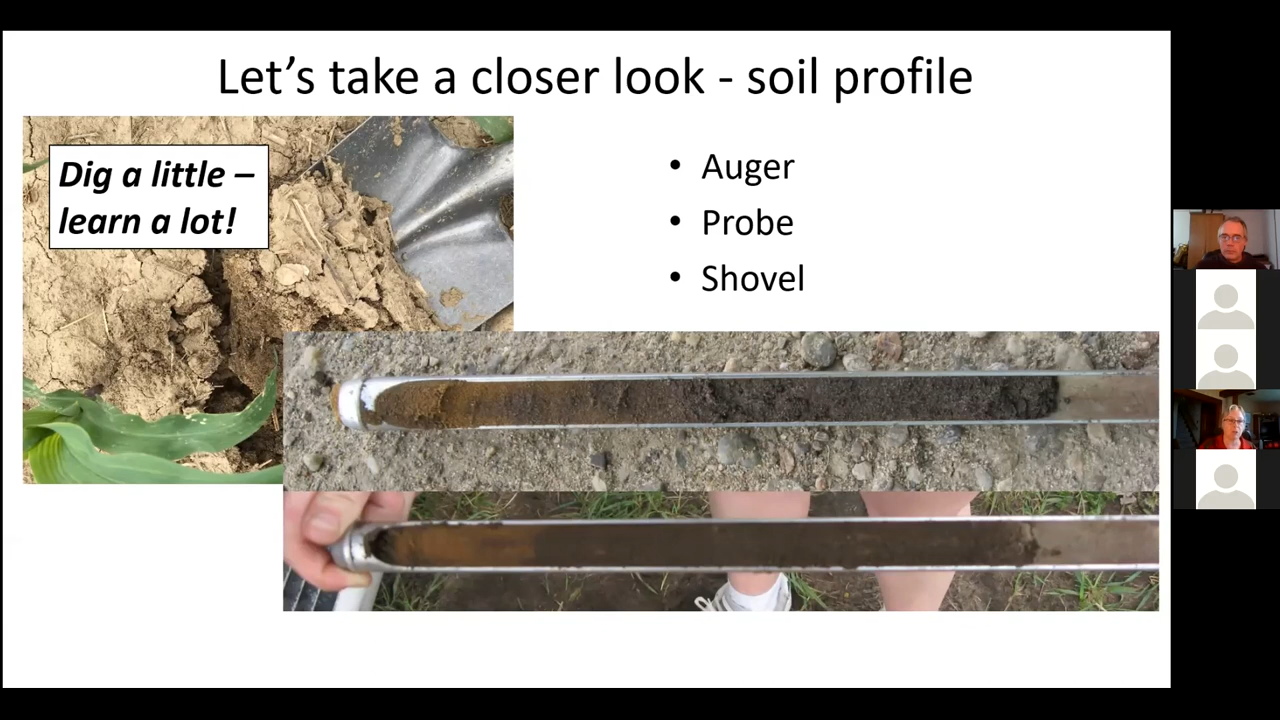 Let's take a closer look - soil profile
Dig a little –
learn a lot!
• Auger
• Probe
• Shovel